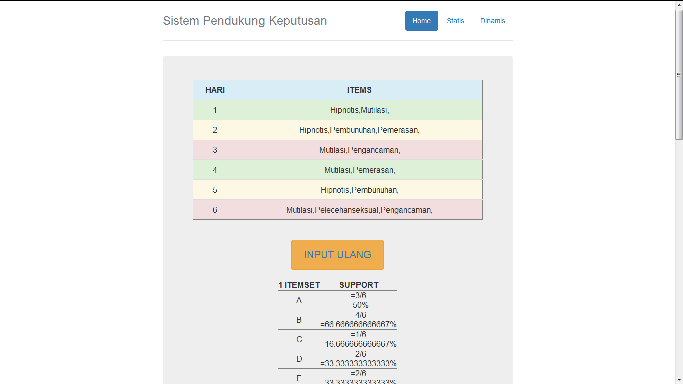 Sistem Pendukung Keputusan
Home Statis Dinamis
HARI ITEMS
1 Hipnotis,Mutilasi,
2 Hipnotis,Pembunuhan,Pemerasan,
3 Mutilasi,Pengancaman,
4 Mutilasi,Pemerasan,
5 Hipnotis,Pembunuhan,
6 Mutilasi,Pelecehanseksual,Pengancaman,
INPUT ULANG
1 ITEMSET SUPPORT
A =3/6
50%
B 4/6
=66.666666666667%
C =1/6
16.666666666667%
D 2/6
=33.333333333333%
=2/6
33.333333333333%